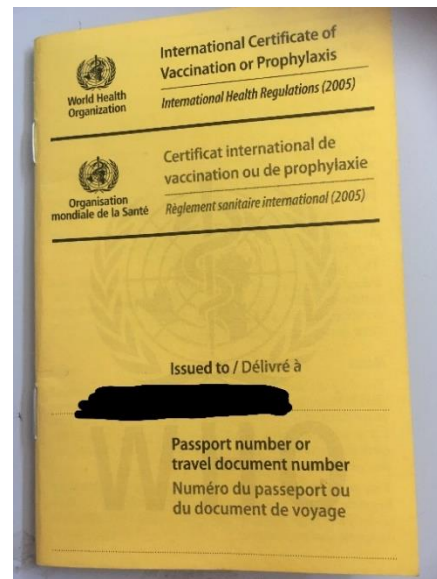 International Certificate of
Vaccination or Prophylaxis
International Health Regulations (2005)
World Health
Organization
Certificat international de
vaccination ou de prophylaxie
Règlement sanitaire international (2005)
Organisation
mondiale de la Santé
Issued to / Délivré à
WHO
Passport number or
travel document number
Numéro du passeport ou
du document de voyage